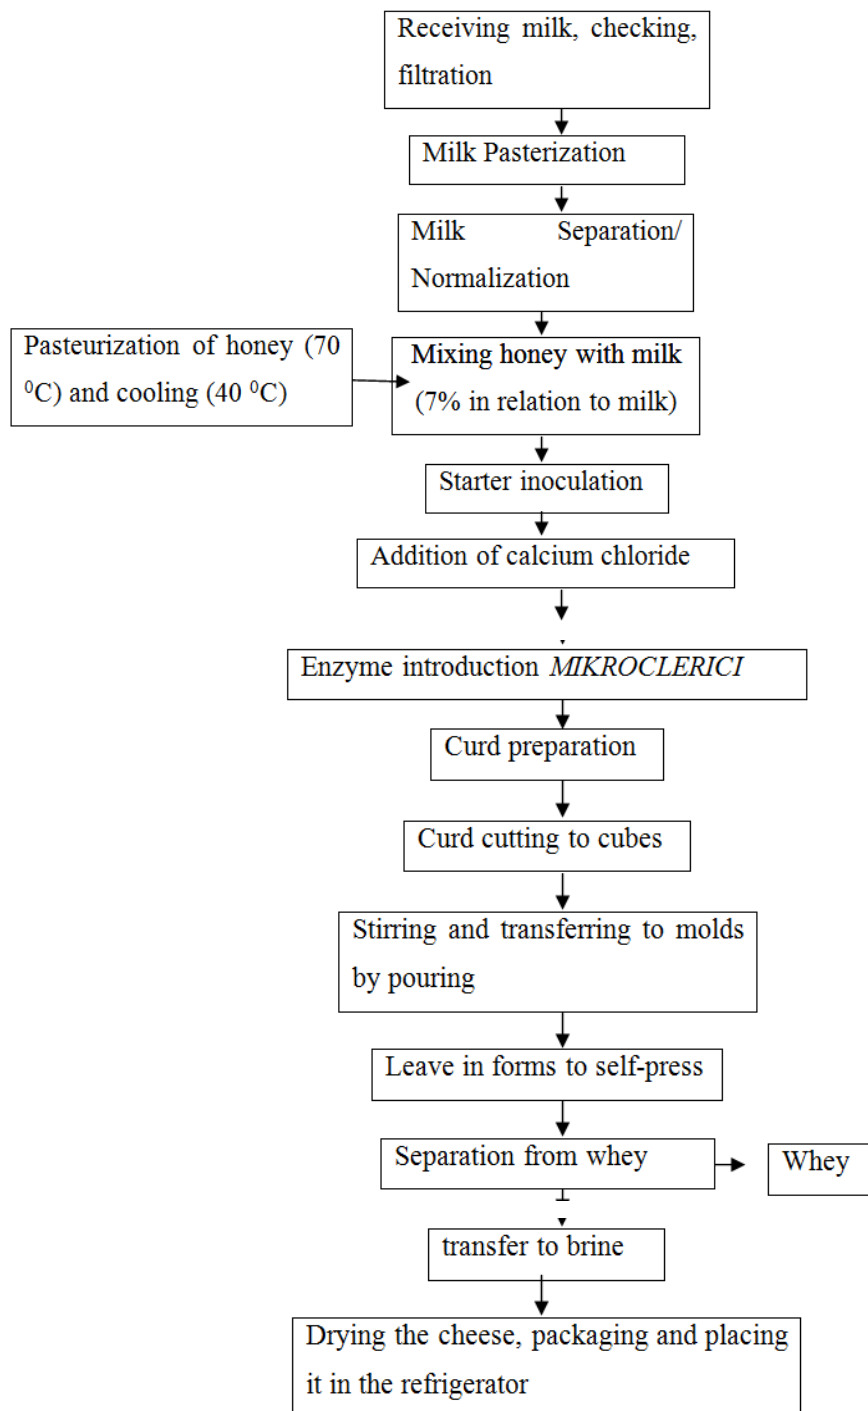 Receiving milk, checking,
filtration
Milk Pasterization
Milk Separation/
Normalization
Pasteurization of honey (70
⁰C) and cooling (40 ⁰C)
Mixing honey with milk
(7% in relation to milk)
Starter inoculation
Addition of calcium chloride
Enzyme introduction MIKROCLERICI
Curd preparation
Curd cutting to cubes
Stirring and transferring to molds
by pouring
Leave in forms to self-press
Separation from whey
Whey
transfer to brine
Drying the cheese, packaging and placing
it in the refrigerator